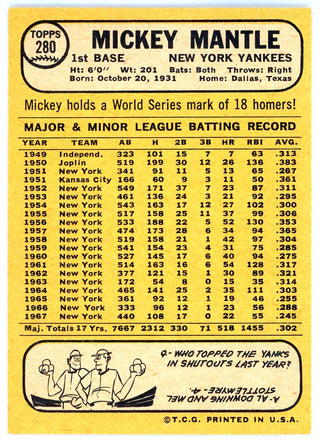 TOPPS
280
MICKEY MANTLE
1st BASE NEW YORK YANKEES
Ht: 6'0" Wt: 201 Bats: Both Throws: Right
Born: October 20, 1931 Home: Dallas, Texas
Mickey holds a World Series mark of 18 homers!
MAJOR & MINOR LEAGUE BATTING RECORD
YEAR TEAM AB H 2B 3B HR RBI AVG.
1949 Independ. 323 101 15 7 7 63 .313
1950 Joplin 519 199 30 12 26 136 .383
1951 New York 341 91 11 5 13 65 .267
1951 Kansas City 166 60 9 3 11 50 .361
1952 New York 549 171 37 7 23 87 .311
1953 New York 461 136 24 3 21 92 .295
1954 New York 543 163 17 12 27 102 .300
1955 New York 517 158 25 11 37 99 .306
1956 New York 533 188 22 5 52 130 .353
1957 New York 474 173 28 6 34 94 .365
1958 New York 519 158 21 1 42 97 .304
1959 New York 541 154 23 4 31 75 .285
1960 New York 527 145 17 6 40 94 .275
1961 New York 514 163 16 6 54 128 .317
1962 New York 377 121 15 1 30 89 .321
1963 New York 172 54 8 0 15 35 .314
1964 New York 465 141 25 2 35 111 .303
1965 New York 361 92 12 1 19 46 .255
1966 New York 333 96 12 1 23 56 .288
1967 New York 440 108 17 0 22 55 .245
Maj. Totals 17 Yrs. 7667 2312 330 71 518 1455 .302
Q-WHO TOPPED THE YANKS
IN SHUTOUTS LAST YEAR?
A: AL DOWNING AND MEL
STOTTLEMYRE-4.
©T.C.G. PRINTED IN U.S.A.